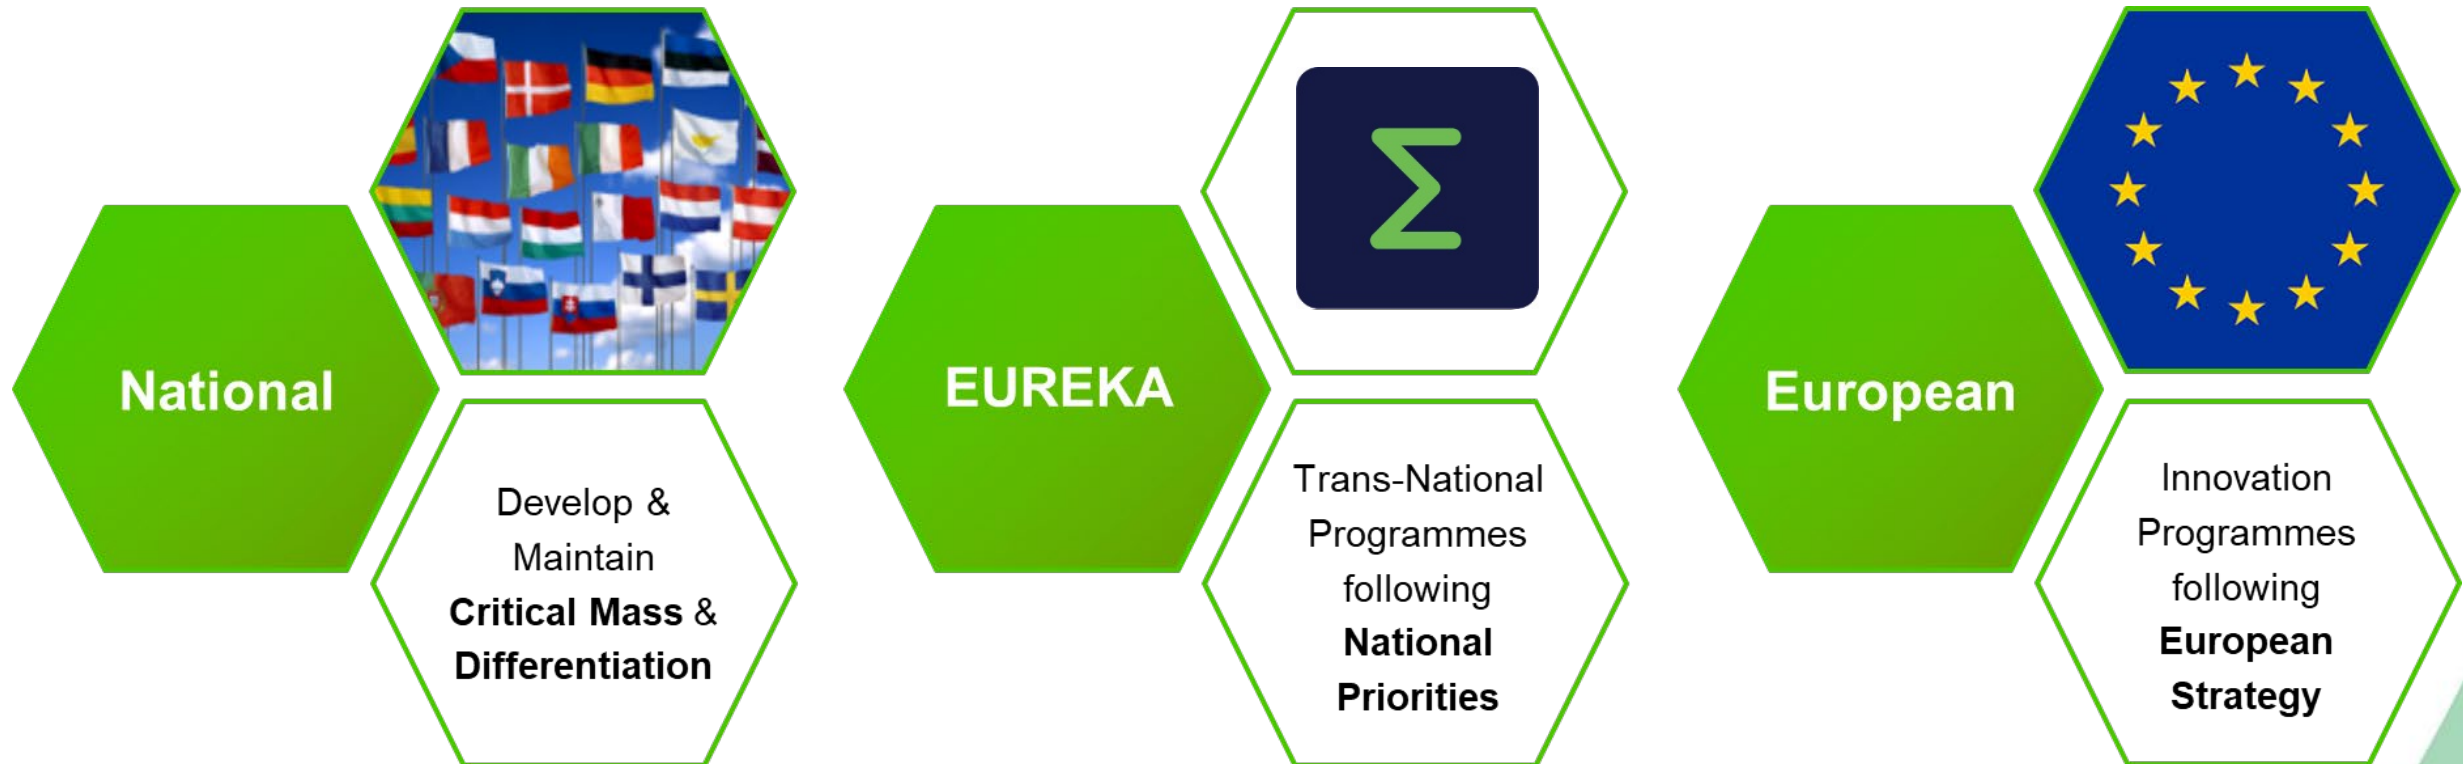 National
Develop &
Maintain
Critical Mass &
Differentiation
EUREKA
Σ
Trans-National
Programmes
following
National
Priorities
European
Innovation
Programmes
following
European
Strategy